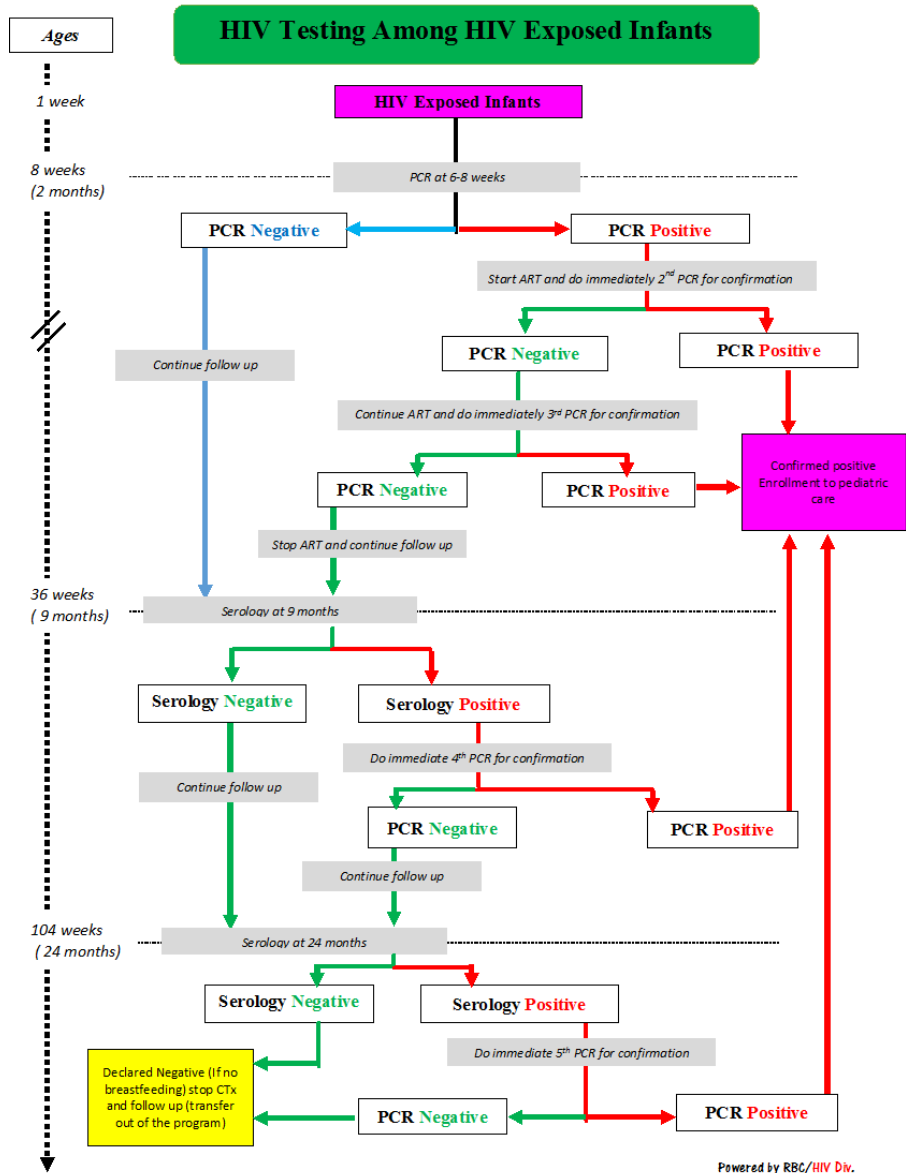 Ages
HIV Testing Among HIV Exposed Infants
1 week
HIV Exposed Infants
8 weeks
(2 months)
PCR at 6-8 weeks
PCR Negative
PCR Positive
Start ART and do immediately 2nd PCR for confirmation
PCR Negative
PCR Positive
Continue follow up
Continue ART and do immediately 3rd PCR for confirmation
Confirmed positive
Enrollment to pediatric
care
PCR Negative
PCR Positive
Stop ART and continue follow up
36 weeks
( 9 months)
Serology at 9 months
Serology Negative
Serology Positive
Do immediate 4th PCR for confirmation
Continue follow up
PCR Negative
PCR Positive
Continue follow up
104 weeks
( 24 months)
Serology at 24 months
Serology Negative
Serology Positive
Do immediate 5th PCR for confirmation
Declared Negative (If no
breastfeeding) stop CTx
and follow up (transfer
out of the program)
PCR Negative
PCR Positive
Powered by RBC/HIV Div.